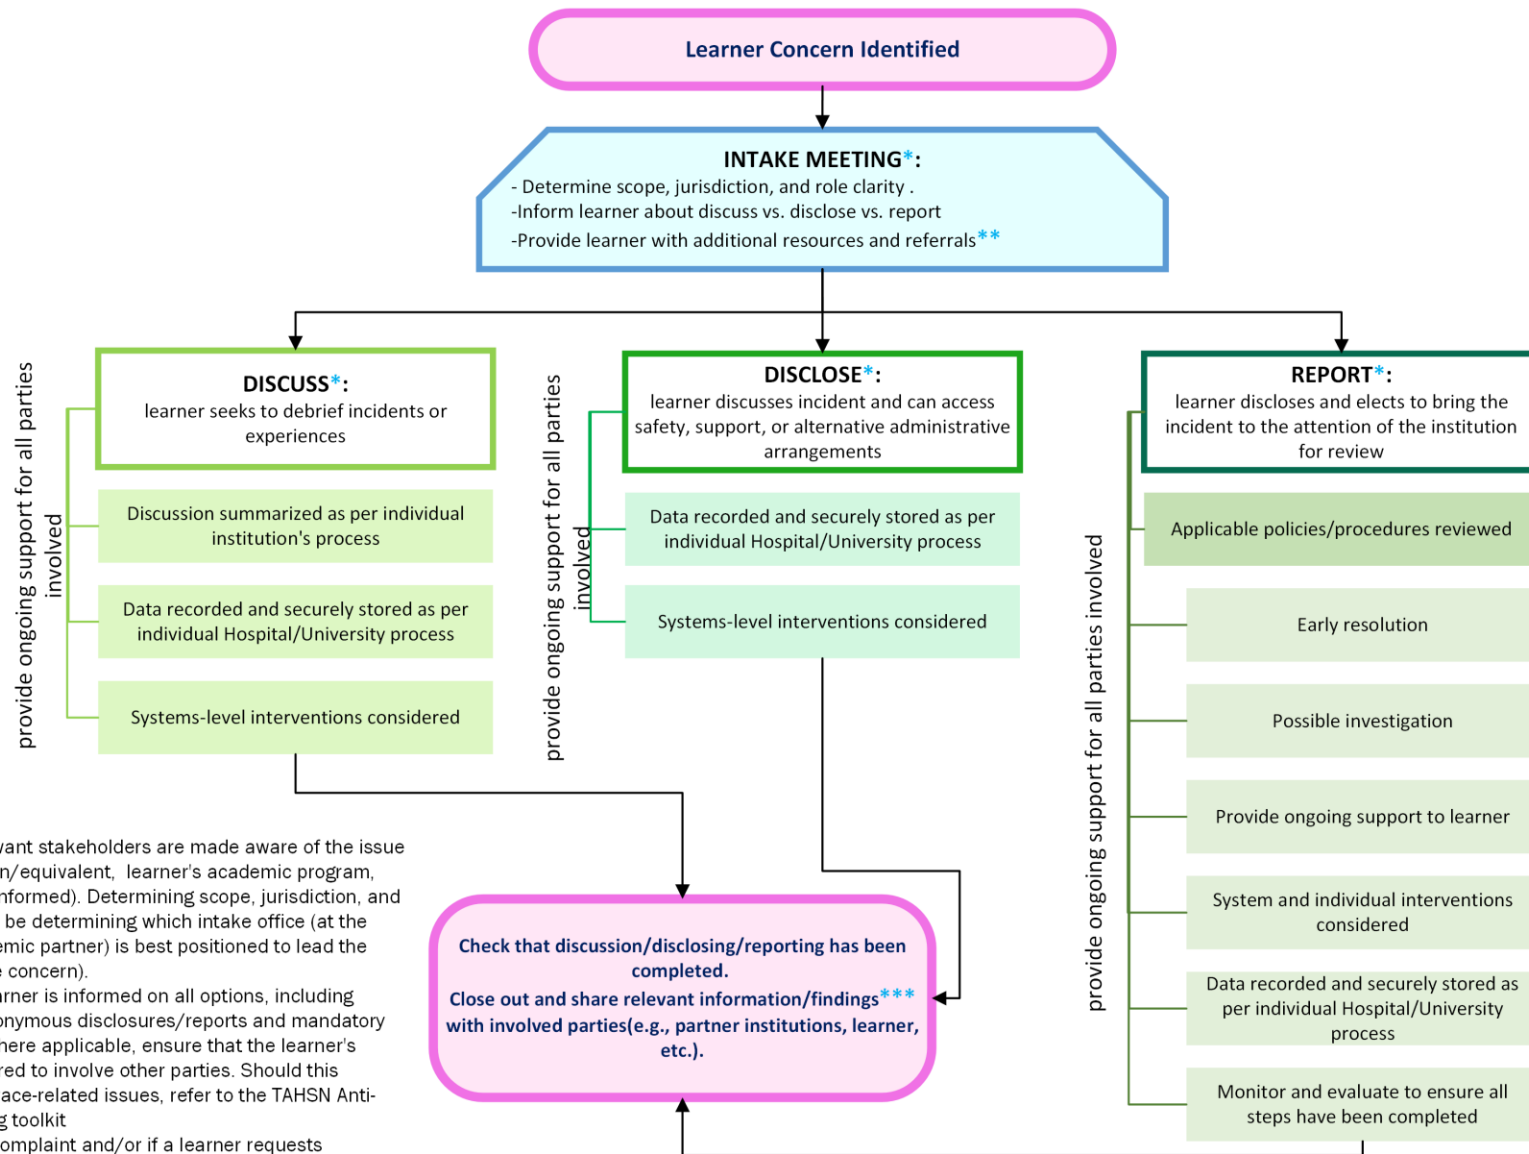 Learner Concern Identified
INTAKE MEETING*:
- Determine scope, jurisdiction, and role clarity .
-Inform learner about discuss vs. disclose vs. report
-Provide learner with additional resources and referrals**
provide ongoing support for all parties
involved
DISCUSS*:
learner seeks to debrief incidents or
experiences
Discussion summarized as per individual
institution's process
Data recorded and securely stored as per
individual Hospital/University process
Systems-level interventions considered
provide ongoing support for all parties
involved
DISCLOSE*:
learner discusses incident and can access
safety, support, or alternative administrative
arrangements
Data recorded and securely stored as per
individual Hospital/University process
Systems-level interventions considered
provide ongoing support for all parties involved
REPORT*:
learner discloses and elects to bring the
incident to the attention of the institution
for review
Applicable policies/procedures reviewed
Early resolution
Possible investigation
Provide ongoing support to learner
System and individual interventions
considered
Data recorded and securely stored as
per individual Hospital/University
process
Monitor and evaluate to ensure all
steps have been completed
stakeholders are made aware of the issue
n/equivalent, learner's academic program,
nformed). Determining scope, jurisdiction, and
be determining which intake office (at the
emic partner) is best positioned to lead the
concern).
arner is informed on all options, including
onymous disclosures/reports and mandatory
here applicable, ensure that the learner's
red to involve other parties. Should this
ace-related issues, refer to the TAHSN Anti-
g toolkit
omplaint and/or if a learner requests
Check that discussion/disclosing/reporting has been
completed.
Close out and share relevant information/findings***
with involved parties(e.g., partner institutions, learner,
etc.).